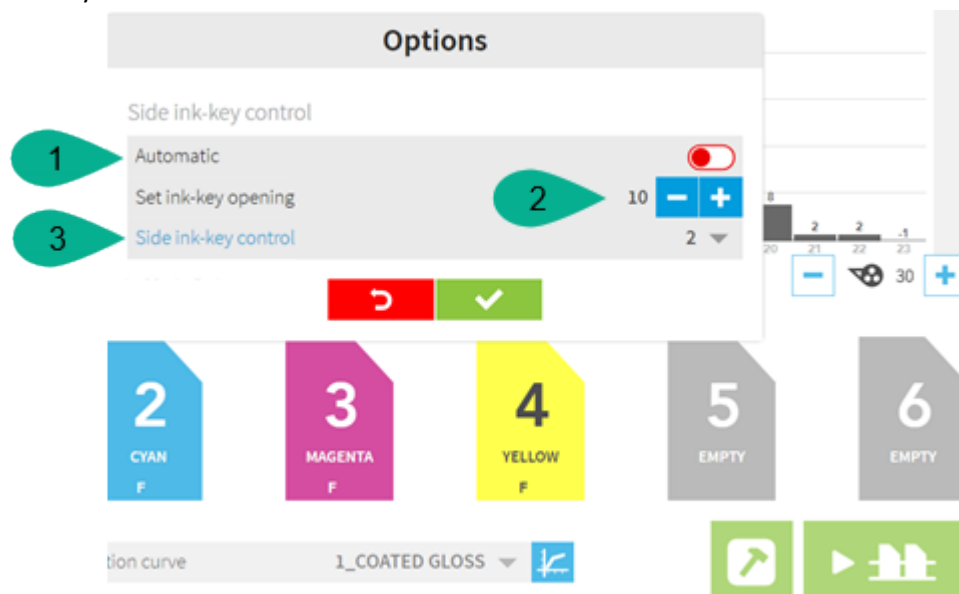 Options
Side ink-key control
1
Automatic
Set ink-key opening
2
10 − +
3
Side ink-key control
2
8
2
2
-1
20 21 22 23
− 30 +
2
CYAN
F
3
MAGENTA
F
4
YELLOW
F
5
EMPTY
6
EMPTY
tion curve
1_COATED GLOSS